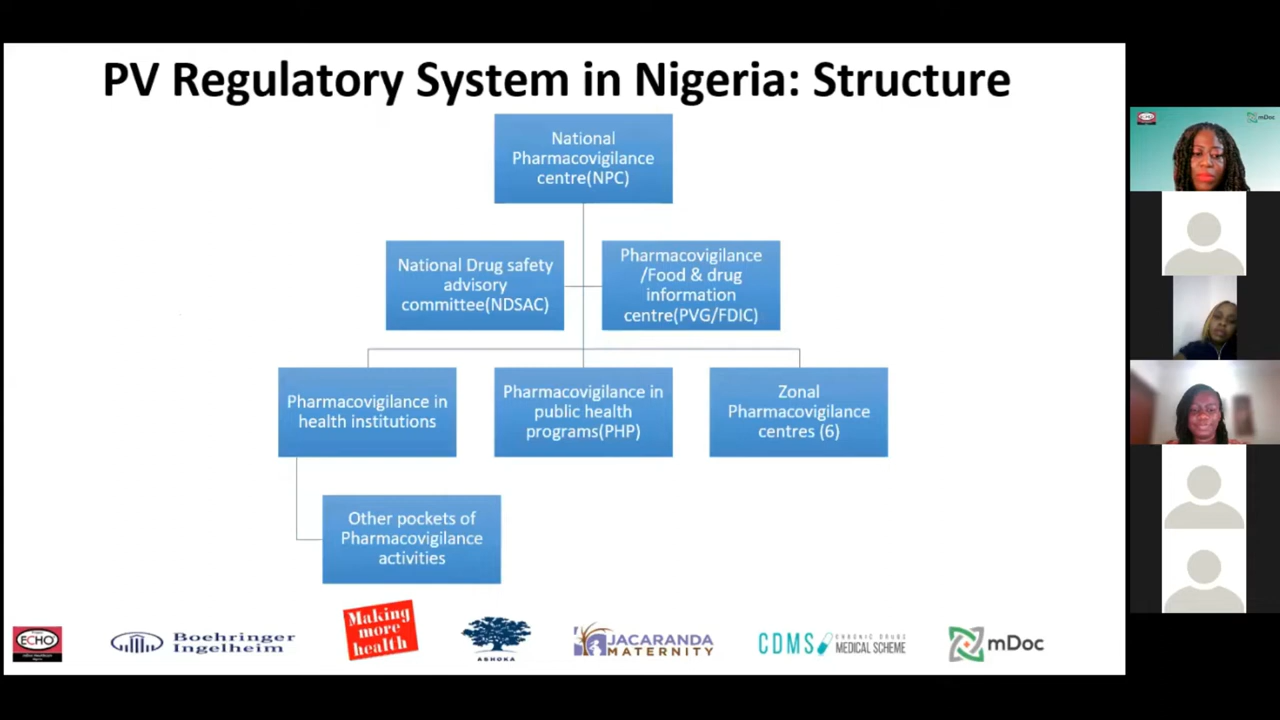 PV Regulatory System in Nigeria: Structure
National
Pharmacovigilance
centre(NPC)
National Drug safety
advisory
committee(NDSAC)
Pharmacovigilance
/Food & drug
information
centre(PVG/FDIC)
Pharmacovigilance in
health institutions
Pharmacovigilance in
public health
programs(PHP)
Zonal
Pharmacovigilance
centres (6)
Other pockets of
Pharmacovigilance
activities
ECHO
Boehringer
Ingelheim
Making
more
health
ASHOKA
JACARANDA
MATERNITY
CDMS
CHRONIC DRUGS
MEDICAL SCHEME
mDoc
ECHO
mDoc